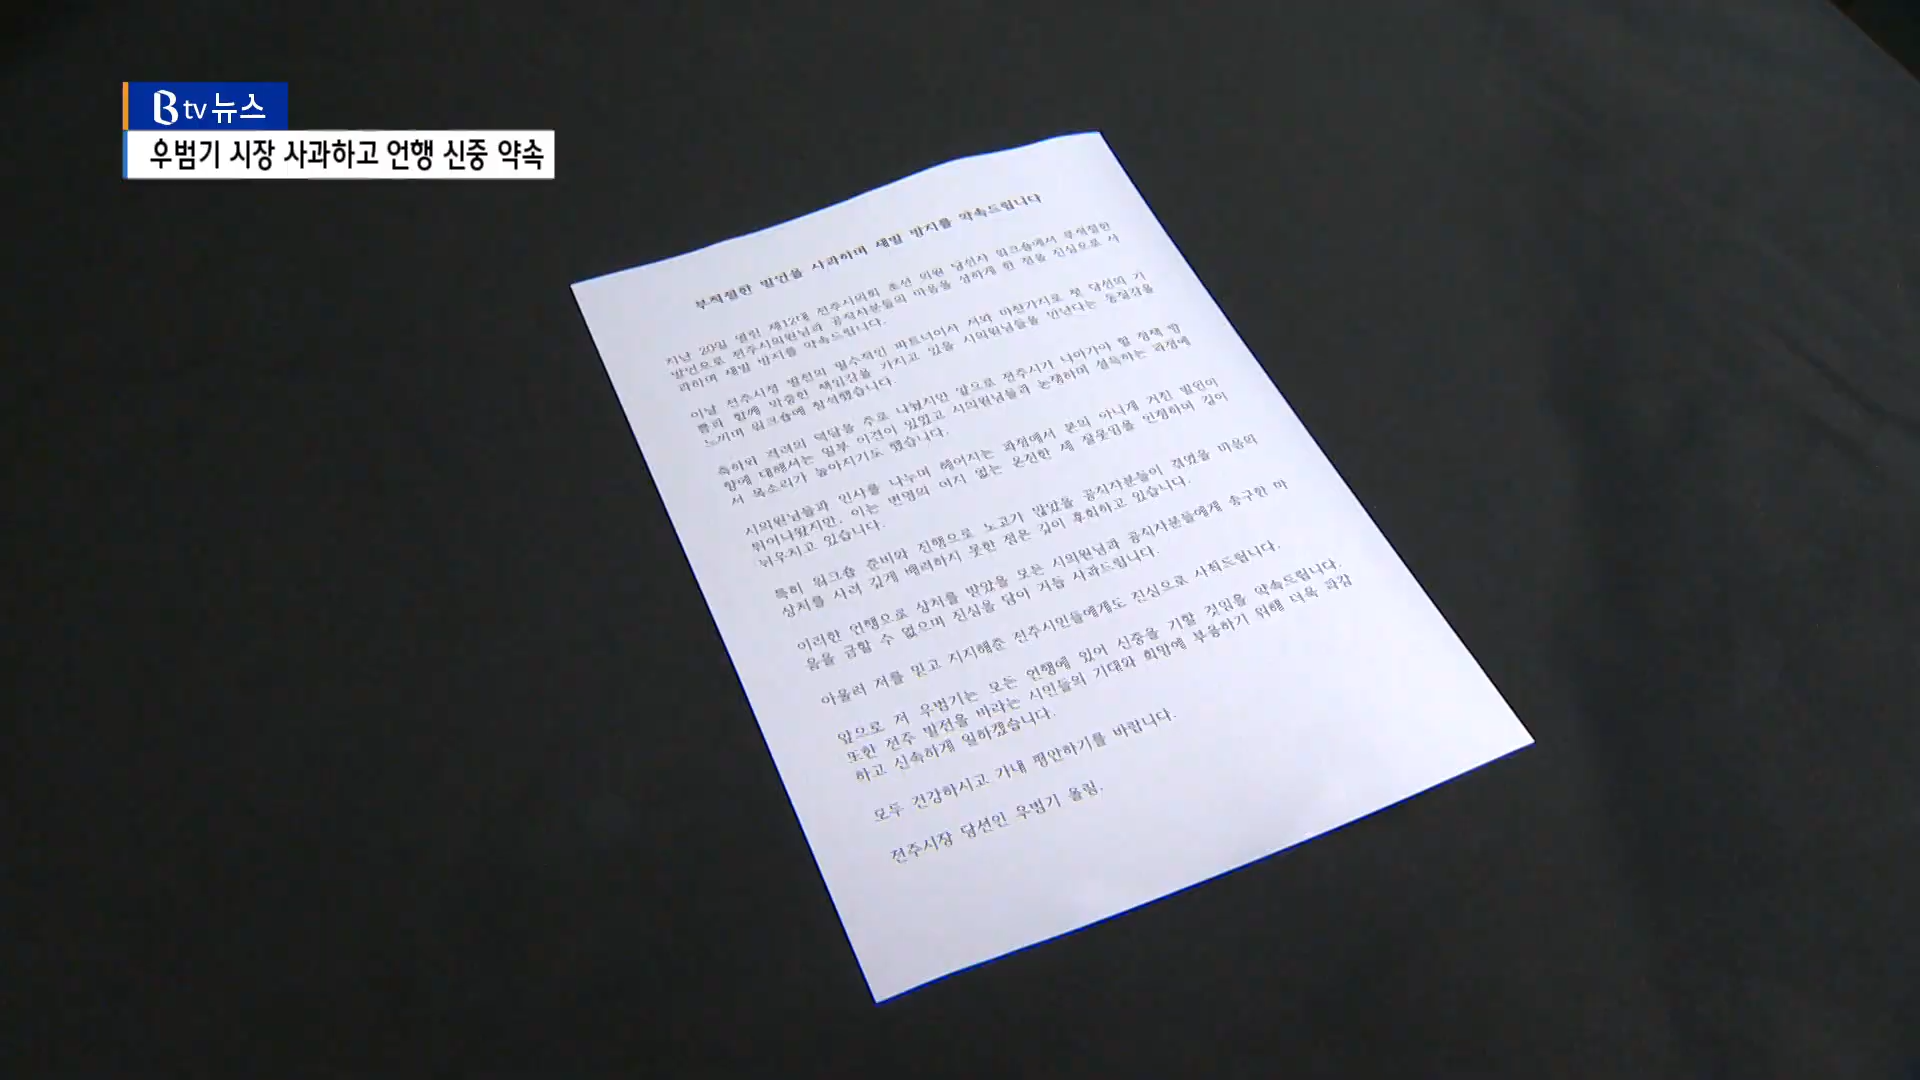 B tv 뉴스
우범기 시장 사과하고 언행 신중 약속
부적절한 발언을 사과하며 재발 방지를 약속드립니다
지난 20일 열린 제12대 전주시의회 초선 의원 당선자 워크숍에서 부적절한
발언으로 전주시의원님과 공직자분들의 마음을 상하게 한 점을 진심으로 사
과하며 재발 방지를 약속드립니다.
이날 전주시정 발전의 필수적인 파트너이자 저와 마찬가지로 첫 당선의 기
쁨과 함께 막중한 책임감을 가지고 있을 시의원님들을 만난다는 동질감을
느끼며 워크숍에 참석했습니다.
축하와 격려의 덕담을 주로 나눴지만 앞으로 전주시가 나아가야 할 정책 방
향에 대해서는 일부 이견이 있었고 시의원님들과 논쟁하며 설득하는 과정에
서 목소리가 높아지기도 했습니다.
시의원님들과 인사를 나누며 헤어지는 과정에서 본의 아니게 거친 발언이
튀어나왔지만, 이는 변명의 여지 없는 온전한 제 잘못임을 인정하며 깊이
뉘우치고 있습니다.
특히 워크숍 준비와 진행으로 노고가 많았을 공직자분들이 겪었을 마음의
상처를 사려 깊게 배려하지 못한 점은 깊이 후회하고 있습니다.
이러한 언행으로 상처를 받았을 모든 시의원님과 공직자분들에게 송구한 마
음을 금할 수 없으며 진심을 담아 거듭 사과드립니다.
아울러 저를 믿고 지지해준 전주시민들에게도 진심으로 사죄드립니다.
앞으로 저 우범기는 모든 언행에 있어 신중을 기할 것임을 약속드립니다.
또한 전주 발전을 바라는 시민들의 기대와 희망에 부응하기 위해 더욱 과감
하고 신속하게 일하겠습니다.
모두 건강하시고 가내 평안하기를 바랍니다.
전주시장 당선인 우범기 올림.